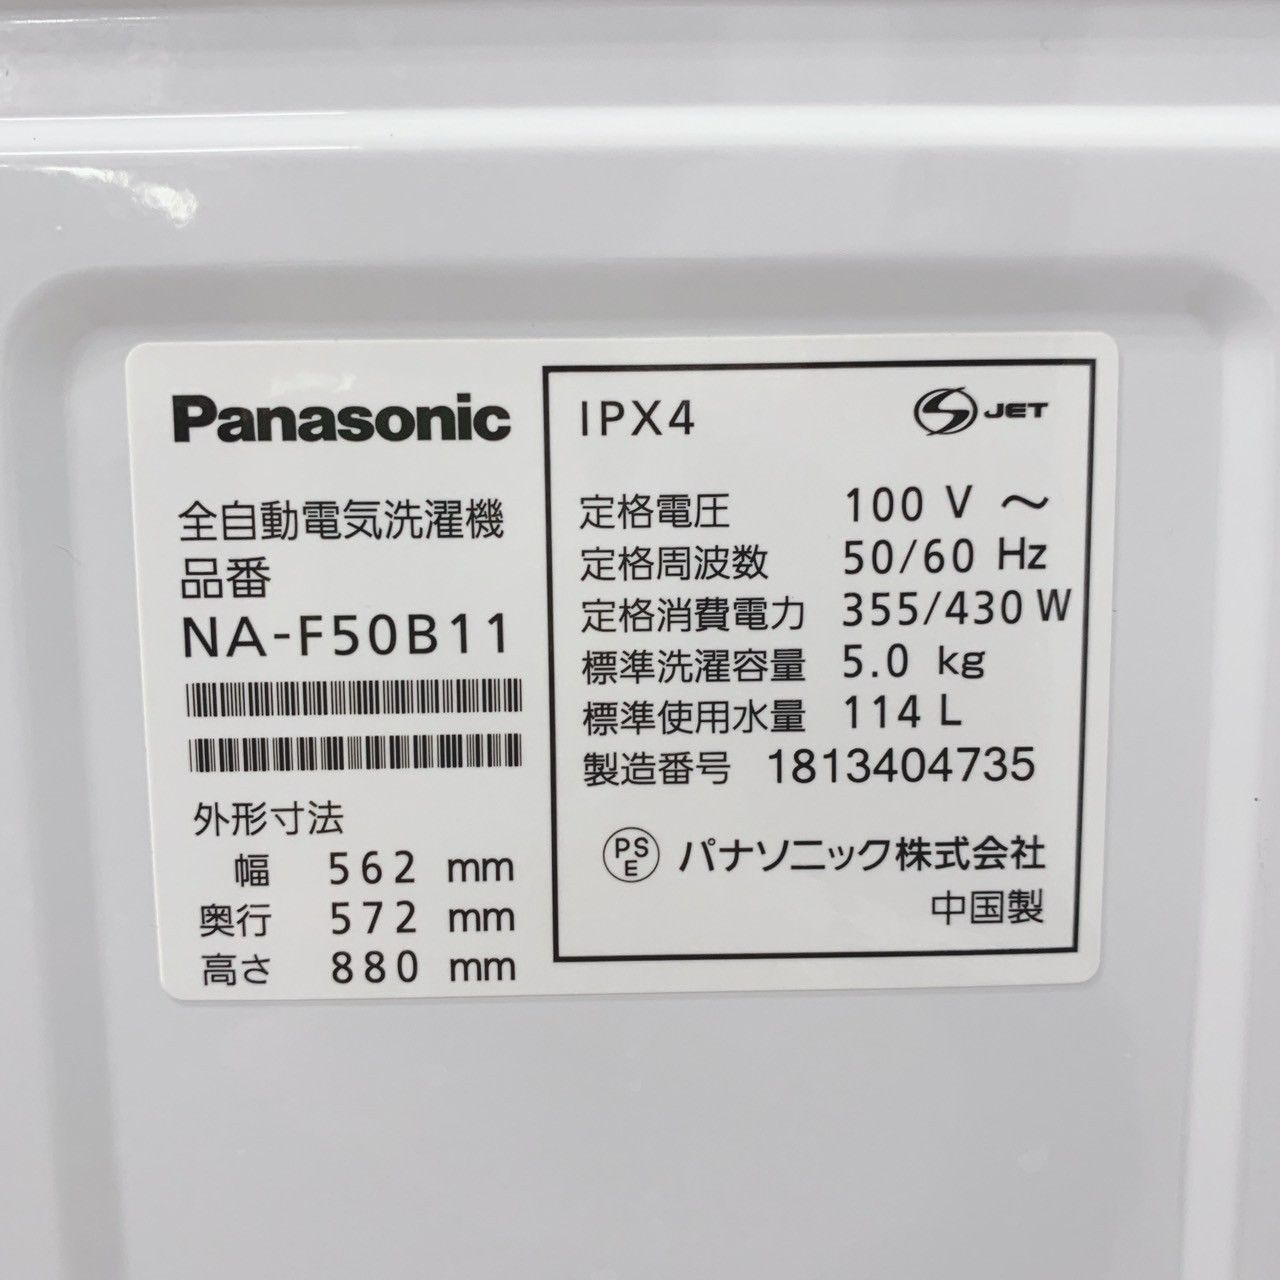 Panasonic
全自動電気洗濯機
品番
NA-F50B11
外形寸法
幅 562 mm
奥行 572 mm
高さ 880 mm
IPX4
S JET
定格電圧 100 V ～
定格周波数 50/60 Hz
定格消費電力 355/430 W
標準洗濯容量 5.0 kg
標準使用水量 114 L
製造番号 1813404735
PSE パナソニック株式会社
中国製